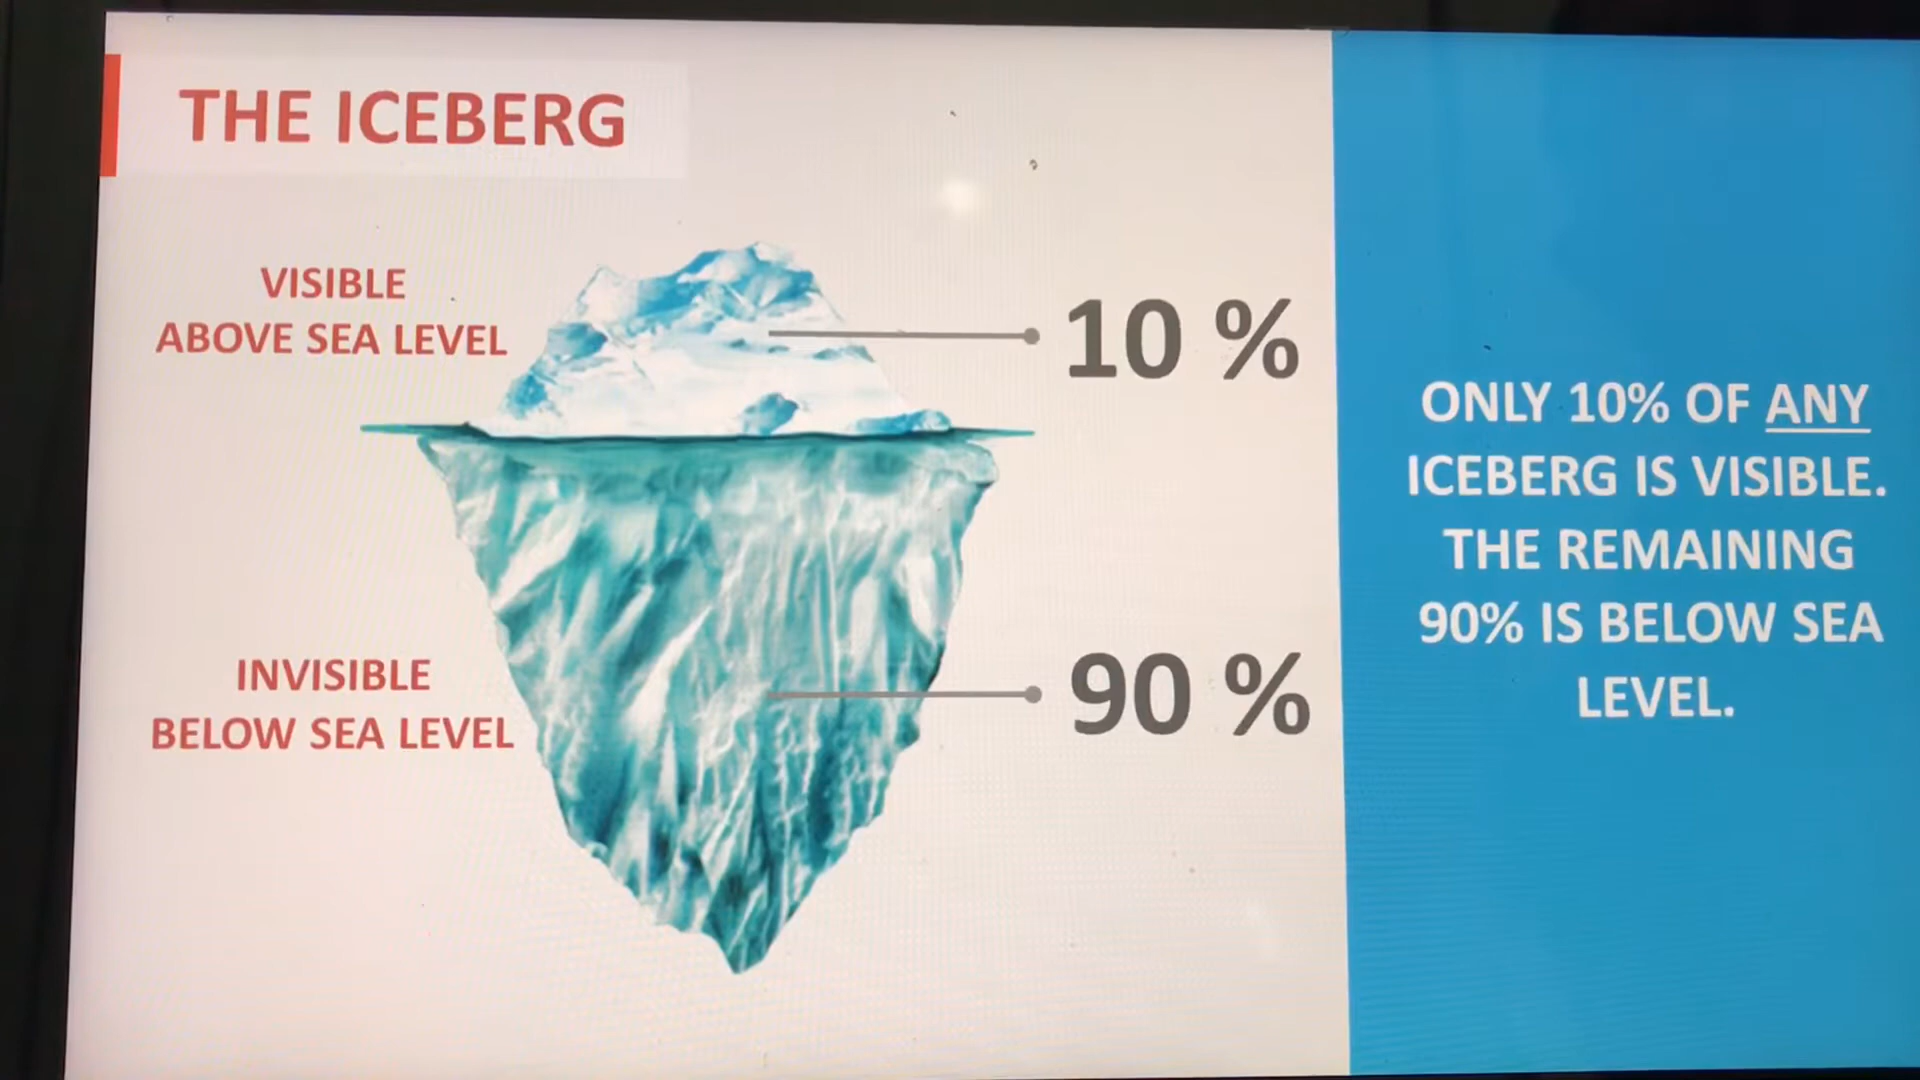 THE ICEBERG
VISIBLE
ABOVE SEA LEVEL
10 %
INVISIBLE
BELOW SEA LEVEL
90 %
ONLY 10% OF ANY
ICEBERG IS VISIBLE.
THE REMAINING
90% IS BELOW SEA
LEVEL.